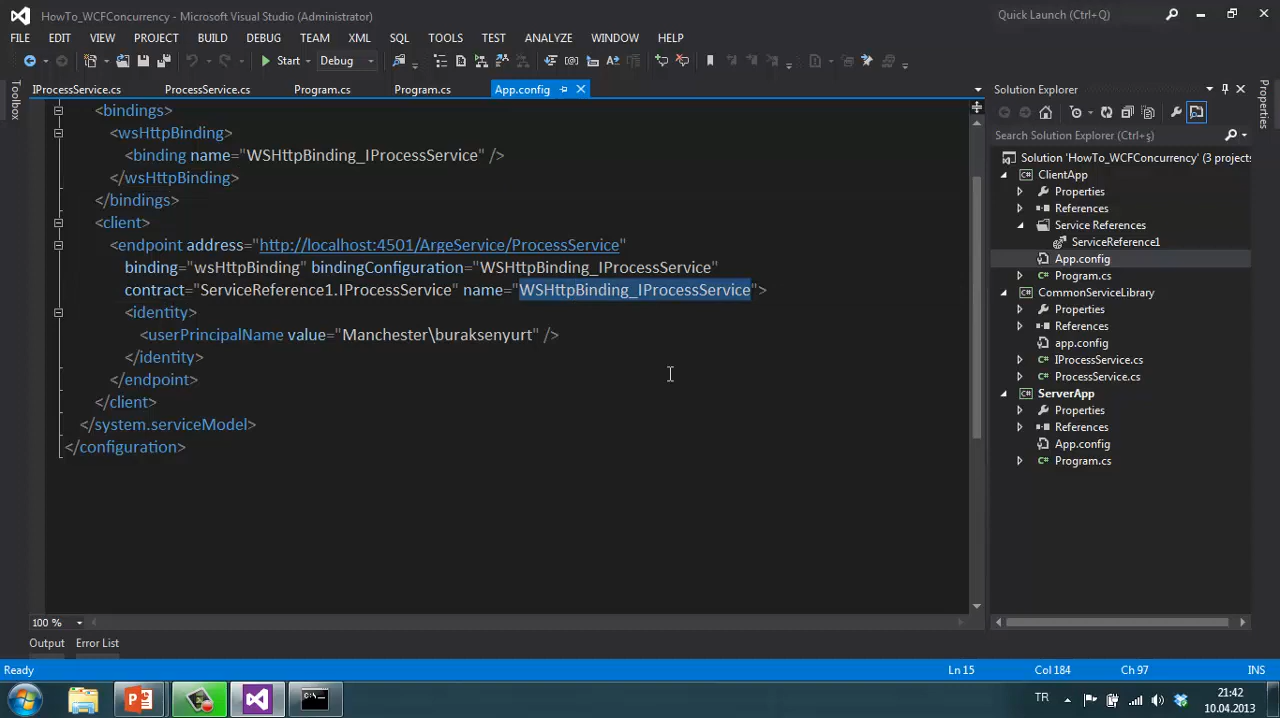 HowTo_WCFConcurrency - Microsoft Visual Studio (Administrator)
Quick Launch (Ctrl+Q)
FILE EDIT VIEW PROJECT BUILD DEBUG TEAM XML SQL TOOLS TEST ANALYZE WINDOW HELP
Start Debug
IProcessService.cs ProcessService.cs Program.cs Program.cs App.config
Toolbox
<bindings>
<wsHttpBinding>
<binding name="WSHttpBinding_IProcessService" />
</wsHttpBinding>
</bindings>
<client>
<endpoint address="http://localhost:4501/ArgeService/ProcessService"
binding="wsHttpBinding" bindingConfiguration="WSHttpBinding_IProcessService"
contract="ServiceReference1.IProcessService" name="WSHttpBinding_IProcessService">
<identity>
<userPrincipalName value="Manchester\buraksenyurt" />
</identity>
</endpoint>
</client>
</system.serviceModel>
</configuration>
100 %
Solution Explorer
Search Solution Explorer (Ctrl+ş)
Solution 'HowTo_WCFConcurrency' (3 projects
ClientApp
Properties
References
Service References
ServiceReference1
App.config
Program.cs
CommonServiceLibrary
Properties
References
app.config
IProcessService.cs
ProcessService.cs
ServerApp
Properties
References
App.config
Program.cs
Properties
Output Error List
Ready Ln 15 Col 184 Ch 97 INS
TR 21:42
10.04.2013